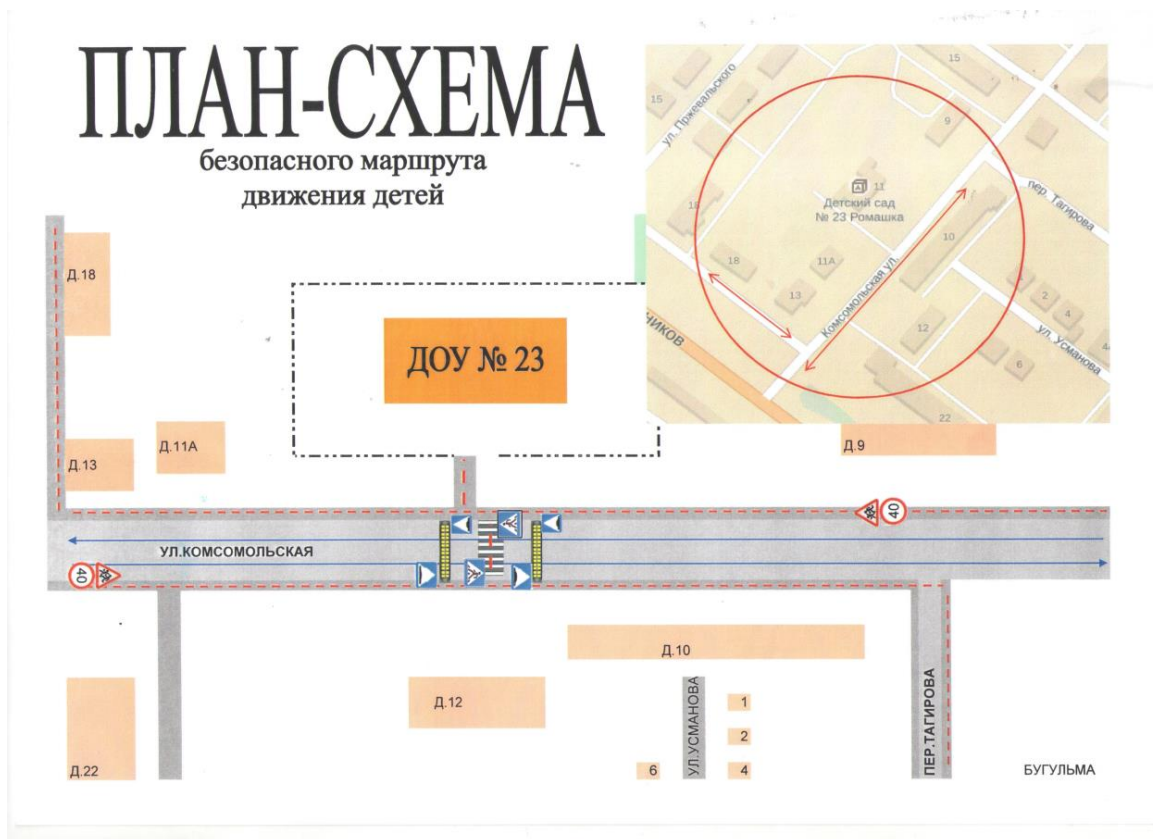 ПЛАН-СХЕМА
безопасного маршрута
движения детей
15
15
ул. Пржевальского
9
11
Детский сад
№ 23 Ромашка
пер. Тагирова
18
10
18
11А
13
Комсомольская ул.
12
2
4
ул. Усманова
6
22
НИКОВ
Д.18
ДОУ № 23
Д.11А
Д.13
Д.9
40
УЛ.КОМСОМОЛЬСКАЯ
40
Д.10
Д.12
УЛ.УСМАНОВА
1
2
6
4
ПЕР.ТАГИРОВА
Д.22
БУГУЛЬМА